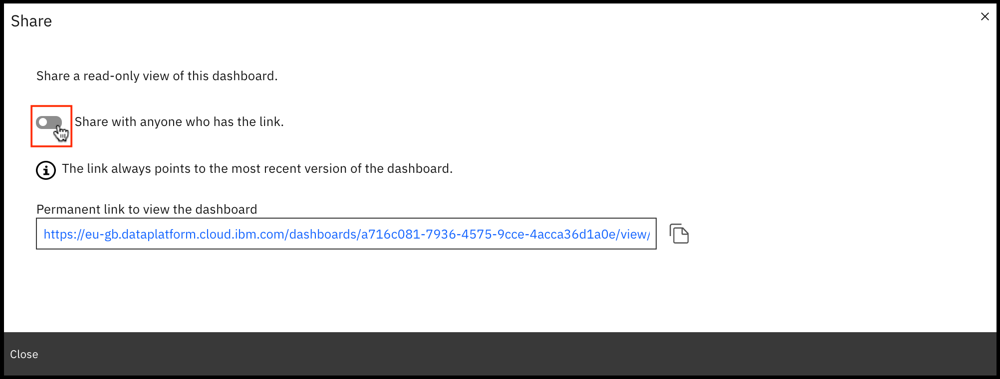 Share
Share a read-only view of this dashboard.
Share with anyone who has the link.
The link always points to the most recent version of the dashboard.
Permanent link to view the dashboard
https://eu-gb.dataplatform.cloud.ibm.com/dashboards/a716c081-7936-4575-9cce-4acca36d1a0e/view/
Close